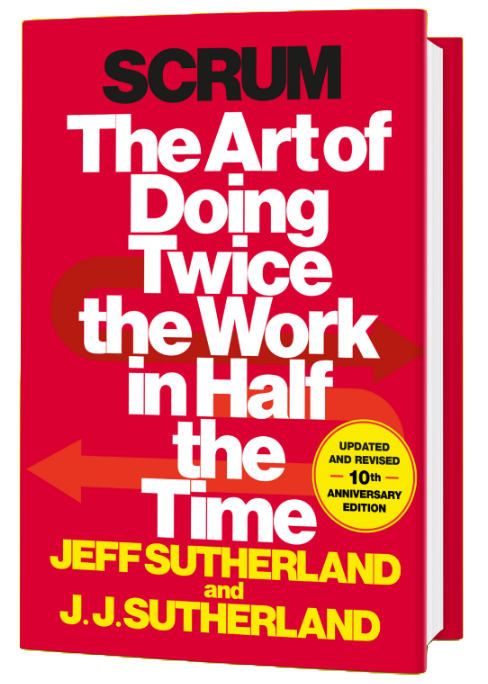 SCRUM
The Art of
Doing
Twice
the Work
in Half
the
Time
UPDATED
AND REVISED
10th
ANNIVERSARY
EDITION
JEFF SUTHERLAND
and
J. J. SUTHERLAND